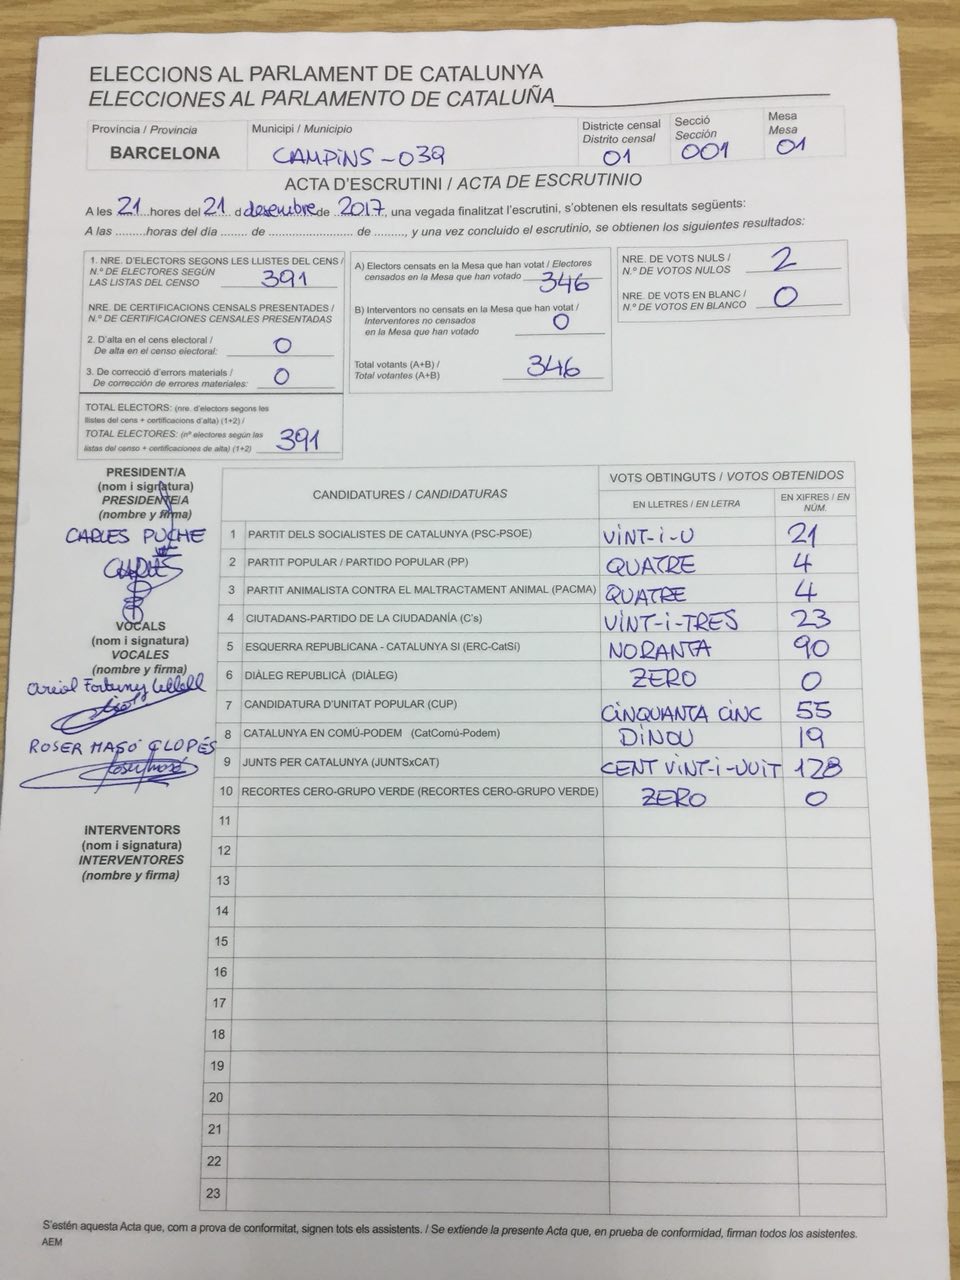 ELECCIONS AL PARLAMENT DE CATALUNYA
ELECCIONES AL PARLAMENTO DE CATALUÑA
Província / Provincia
BARCELONA
Municipi / Municipio
CAMPINS-039
Districte censal
Distrito censal
01
Secció
Sección
001
Mesa
Mesa
01
ACTA D'ESCRUTINI / ACTA DE ESCRUTINIO
A les 21 hores del 21 d desembre de 2017, una vegada finalitzat l'escrutini, s'obtenen els resultats següents:
A las ......... horas del día ........ de ........................ de ........., y una vez concluido el escrutinio, se obtienen los siguientes resultados:
1. NRE. D'ELECTORS SEGONS LES LLISTES DEL CENS /
N.º DE ELECTORES SEGÚN
LAS LISTAS DEL CENSO 391
NRE. DE CERTIFICACIONS CENSALS PRESENTADES /
N.º DE CERTIFICACIONES CENSALES PRESENTADAS
2. D'alta en el cens electoral /
De alta en el censo electoral: 0
3. De correcció d'errors materials /
De corrección de errores materiales: 0
TOTAL ELECTORS: (nre. d'electors segons les
llistes del cens + certificacions d'alta) (1+2) /
TOTAL ELECTORES: (nº electores según las
listas del censo + certificaciones de alta) (1+2) 391
A) Electors censats en la Mesa que han votat / Electores
censados en la Mesa que han votado 346
B) Interventors no censats en la Mesa que han votat /
Interventores no censados
en la Mesa que han votado 0
Total votants (A+B) /
Total votantes (A+B) 346
NRE. DE VOTS NULS /
N.º DE VOTOS NULOS 2
NRE. DE VOTS EN BLANC /
N.º DE VOTOS EN BLANCO 0
PRESIDENT/A
(nom i signatura)
PRESIDENTE/A
(nombre y firma)
CARLES PUCHE
CARLES
VOCALS
(nom i signatura)
VOCALES
(nombre y firma)
Oriol Fortuny
ROSER MASÓ CLOPÉS
INTERVENTORS
(nom i signatura)
INTERVENTORES
(nombre y firma)
CANDIDATURES / CANDIDATURAS
VOTS OBTINGUTS / VOTOS OBTENIDOS
EN LLETRES / EN LETRA
EN XIFRES / EN
NÚM.
1 PARTIT DELS SOCIALISTES DE CATALUNYA (PSC-PSOE) VINT-I-U 21
2 PARTIT POPULAR / PARTIDO POPULAR (PP) QUATRE 4
3 PARTIT ANIMALISTA CONTRA EL MALTRACTAMENT ANIMAL (PACMA) QUATRE 4
4 CIUTADANS-PARTIDO DE LA CIUDADANÍA (C's) VINT-I-TRES 23
5 ESQUERRA REPUBLICANA - CATALUNYA SI (ERC-CatSí) NORANTA 90
6 DIÀLEG REPUBLICÀ (DIÀLEG) ZERO 0
7 CANDIDATURA D'UNITAT POPULAR (CUP) CINQUANTA CINC 55
8 CATALUNYA EN COMÚ-PODEM (CatComú-Podem) DINOU 19
9 JUNTS PER CATALUNYA (JUNTSxCAT) CENT VINT-I-VUIT 128
10 RECORTES CERO-GRUPO VERDE (RECORTES CERO-GRUPO VERDE) ZERO 0
11
12
13
14
15
16
17
18
19
20
21
22
23
S'estén aquesta Acta que, com a prova de conformitat, signen tots els assistents. / Se extiende la presente Acta que, en prueba de conformidad, firman todos los asistentes.
AEM